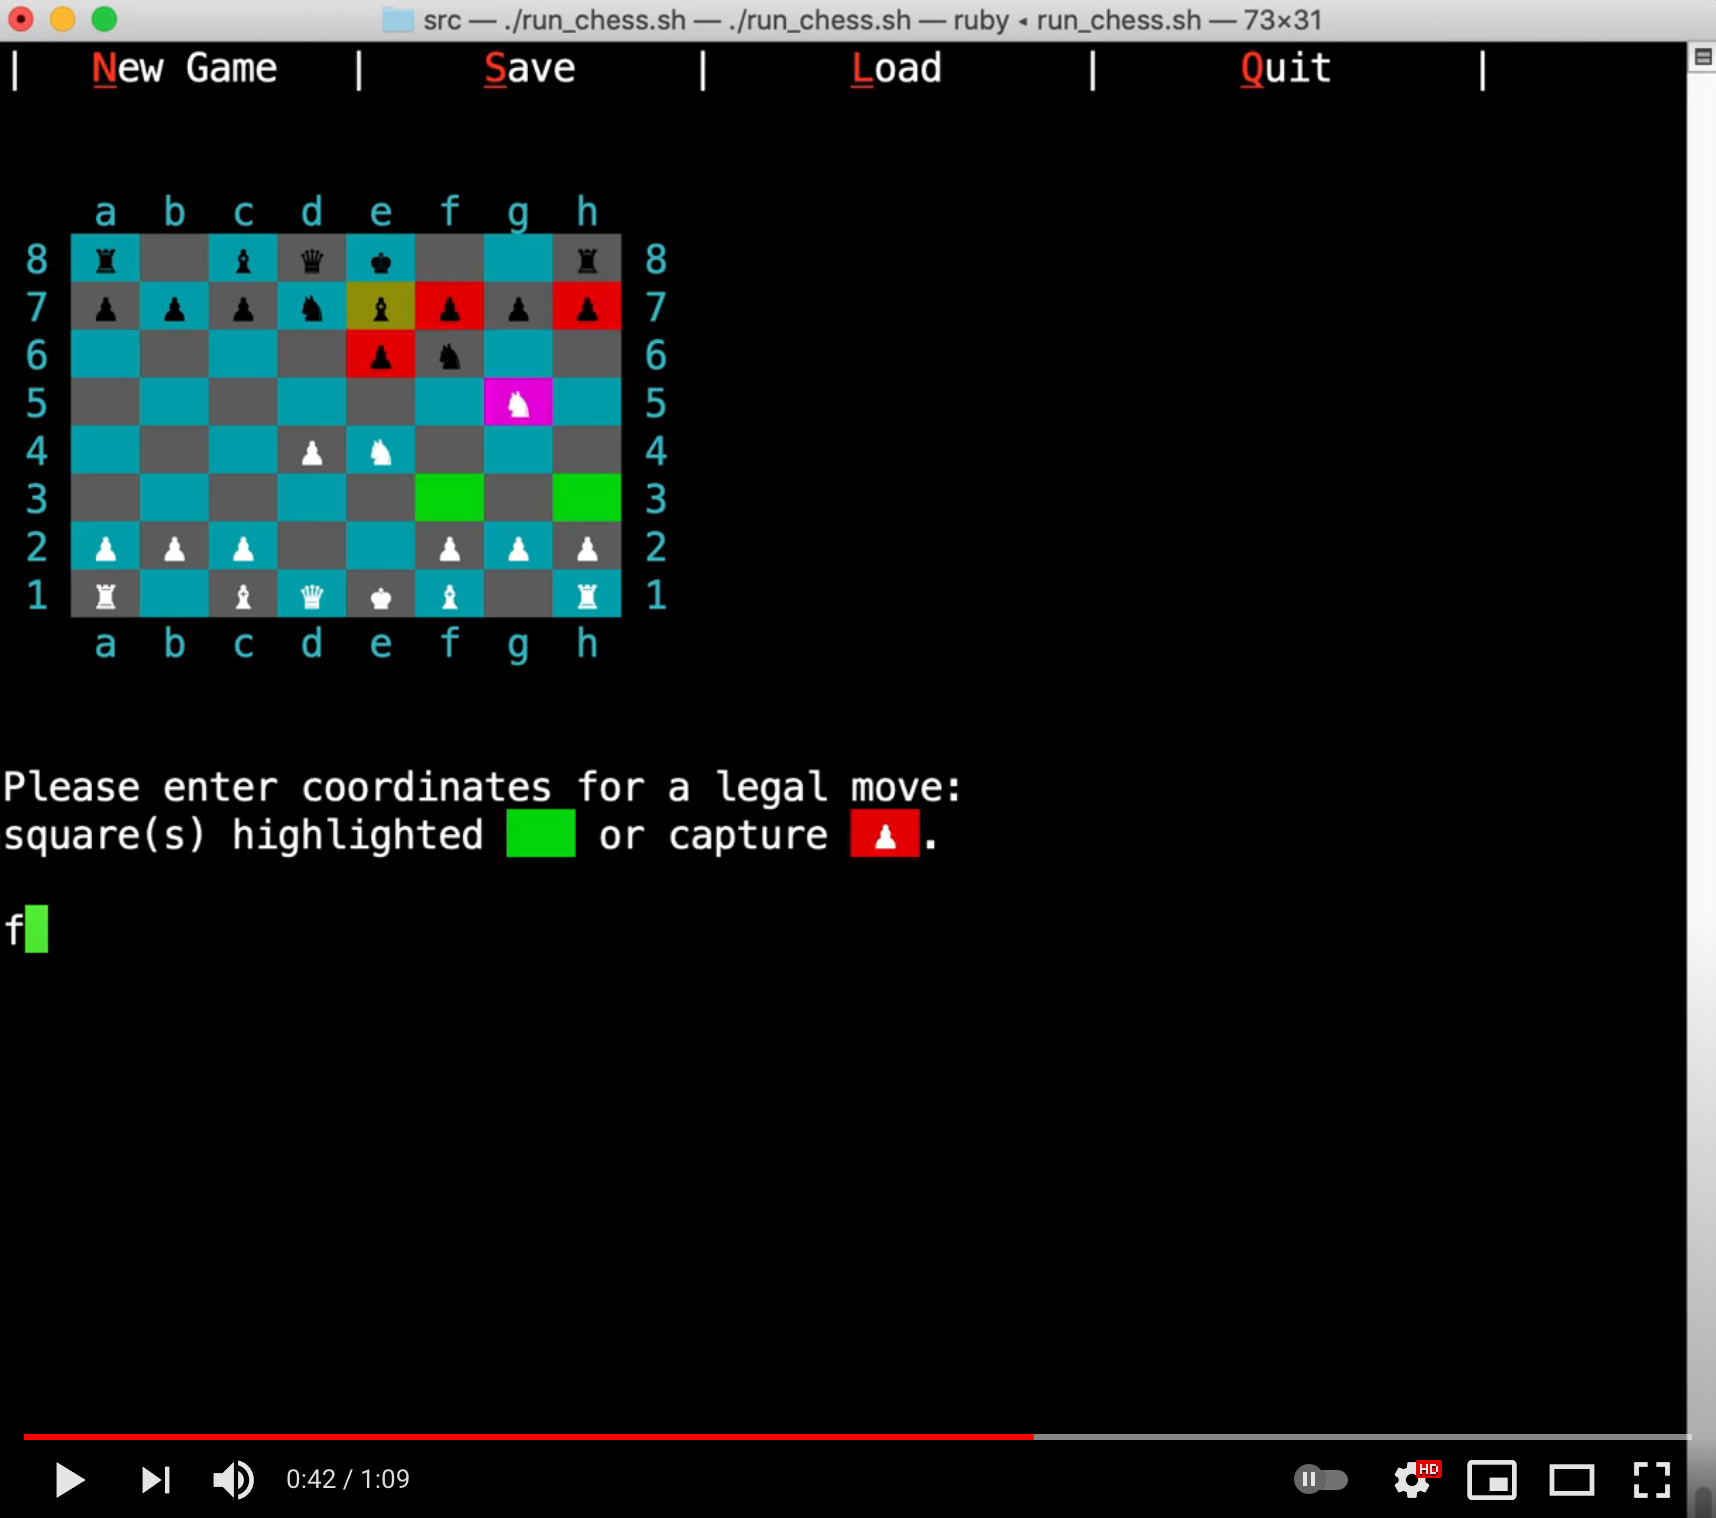 src — ./run_chess.sh — ./run_chess.sh — ruby ◂ run_chess.sh — 73×31
| New Game | Save | Load | Quit |
a b c d e f g h
8 ♜ ♝ ♛ ♚ ♜ 8
7 ♟ ♟ ♟ ♞ ♝ ♟ ♟ ♟ 7
6 ♟ ♞ 6
5 ♞ 5
4 ♟ ♞ 4
3 3
2 ♟ ♟ ♟ ♟ ♟ ♟ 2
1 ♜ ♝ ♛ ♚ ♝ ♜ 1
a b c d e f g h
Please enter coordinates for a legal move:
square(s) highlighted or capture ♟.
f
0:42 / 1:09
HD